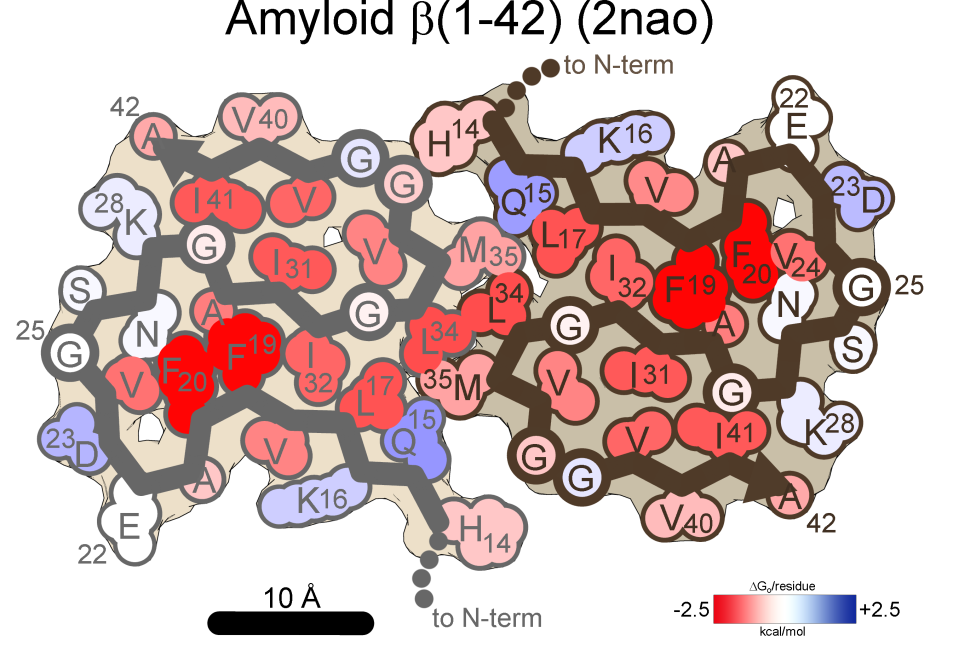 Amyloid β(1-42) (2nao)
to N-term
42
A
V40
G
G
H14
K16
22
E
A
V
Q15
23D
28
K
I41
V
G
I31
V
M35
L17
I32
F19
F20
V24
N
G
25
S
25
G
N
A
F19
F20
V
G
I32
L34
L34
G
A
S
35M
V
I31
G
L17
Q15
23D
V
K16
A
E
22
G
G
V
I41
K28
V40
A
42
H14
to N-term
10 Å
ΔG₀/residue
-2.5
+2.5
kcal/mol